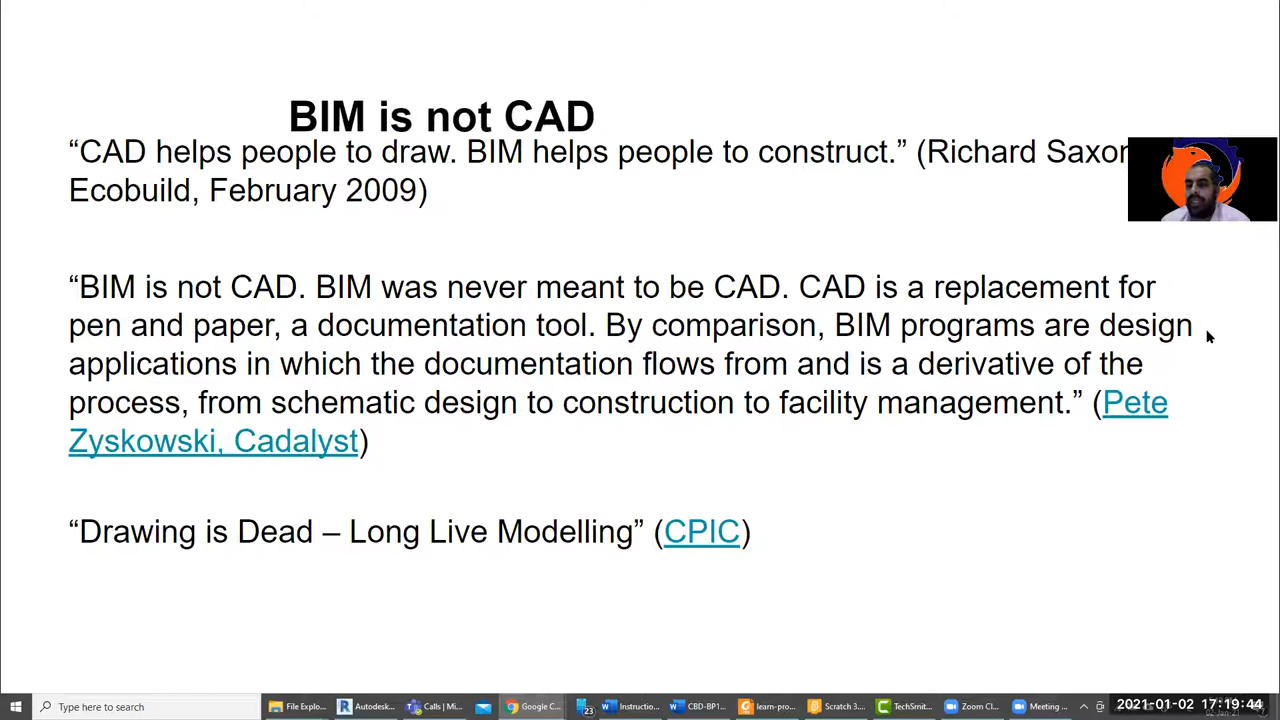 BIM is not CAD
“CAD helps people to draw. BIM helps people to construct.” (Richard Saxon
Ecobuild, February 2009)
“BIM is not CAD. BIM was never meant to be CAD. CAD is a replacement for
pen and paper, a documentation tool. By comparison, BIM programs are design
applications in which the documentation flows from and is a derivative of the
process, from schematic design to construction to facility management.” (Pete
Zyskowski, Cadalyst)
“Drawing is Dead – Long Live Modelling” (CPIC)
Type here to search
File Explo...
Autodesk...
Calls | Mi...
Google C...
23
Instructio...
CBD-BP1...
learn-pro...
Scratch 3...
TechSmit...
Zoom Cl...
Meeting ...
2021-01-02 17:19:44